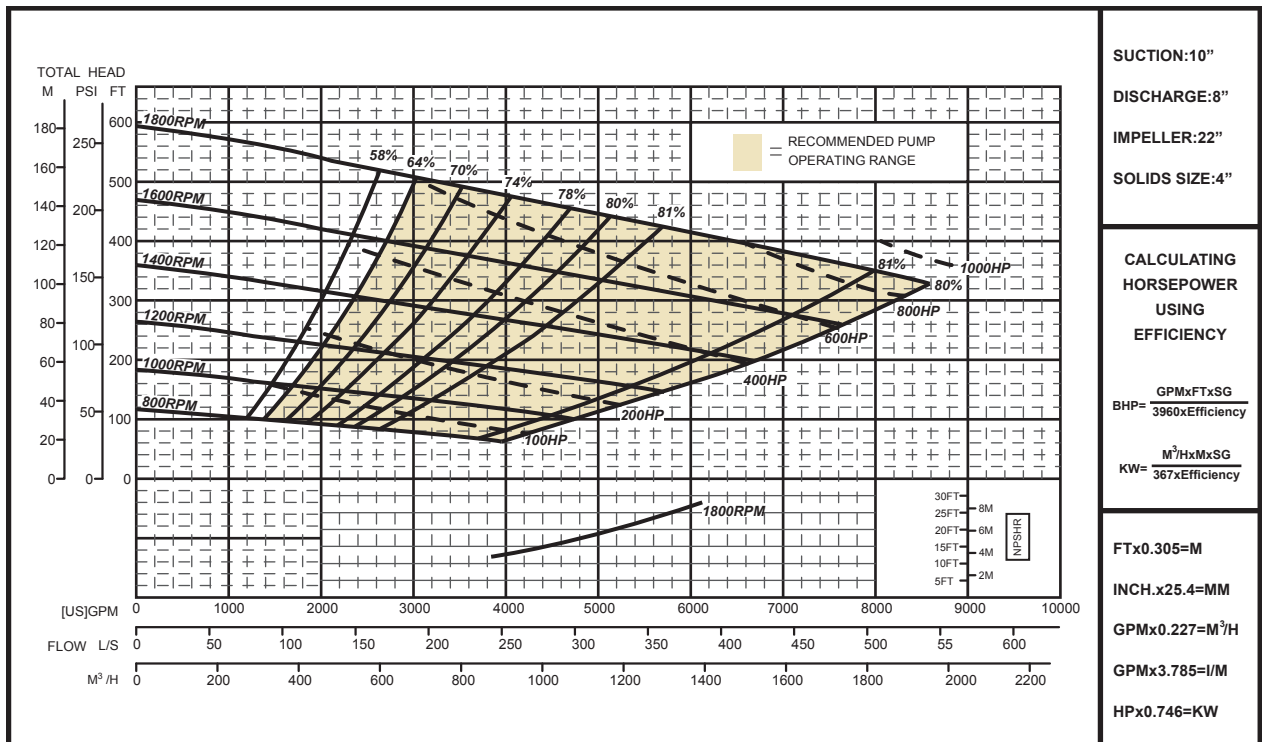 TOTAL HEAD
M PSI FT
180
160
140
120
100
80
60
40
20
0
250
200
150
100
50
0
600
500
400
300
200
100
0
1800RPM
1600RPM
1400RPM
1200RPM
1000RPM
800RPM
58%
64%
70%
74%
78%
80%
81%
81%
80%
= RECOMMENDED PUMP
OPERATING RANGE
1000HP
800HP
600HP
400HP
200HP
100HP
1800RPM
30FT
25FT
20FT
15FT
10FT
5FT
8M
6M
4M
2M
NPSHR
[US]GPM 0 1000 2000 3000 4000 5000 6000 7000 8000 9000 10000
FLOW L/S 0 50 100 150 200 250 300 350 400 450 500 55 600
M3/H 0 200 400 600 800 1000 1200 1400 1600 1800 2000 2200
SUCTION:10”
DISCHARGE:8”
IMPELLER:22”
SOLIDS SIZE:4”
CALCULATING
HORSEPOWER
USING
EFFICIENCY
BHP= GPMxFTxSG
3960xEfficiency
KW= M3/HxMxSG
367xEfficiency
FTx0.305=M
INCH.x25.4=MM
GPMx0.227=M3/H
GPMx3.785=I/M
HPx0.746=KW